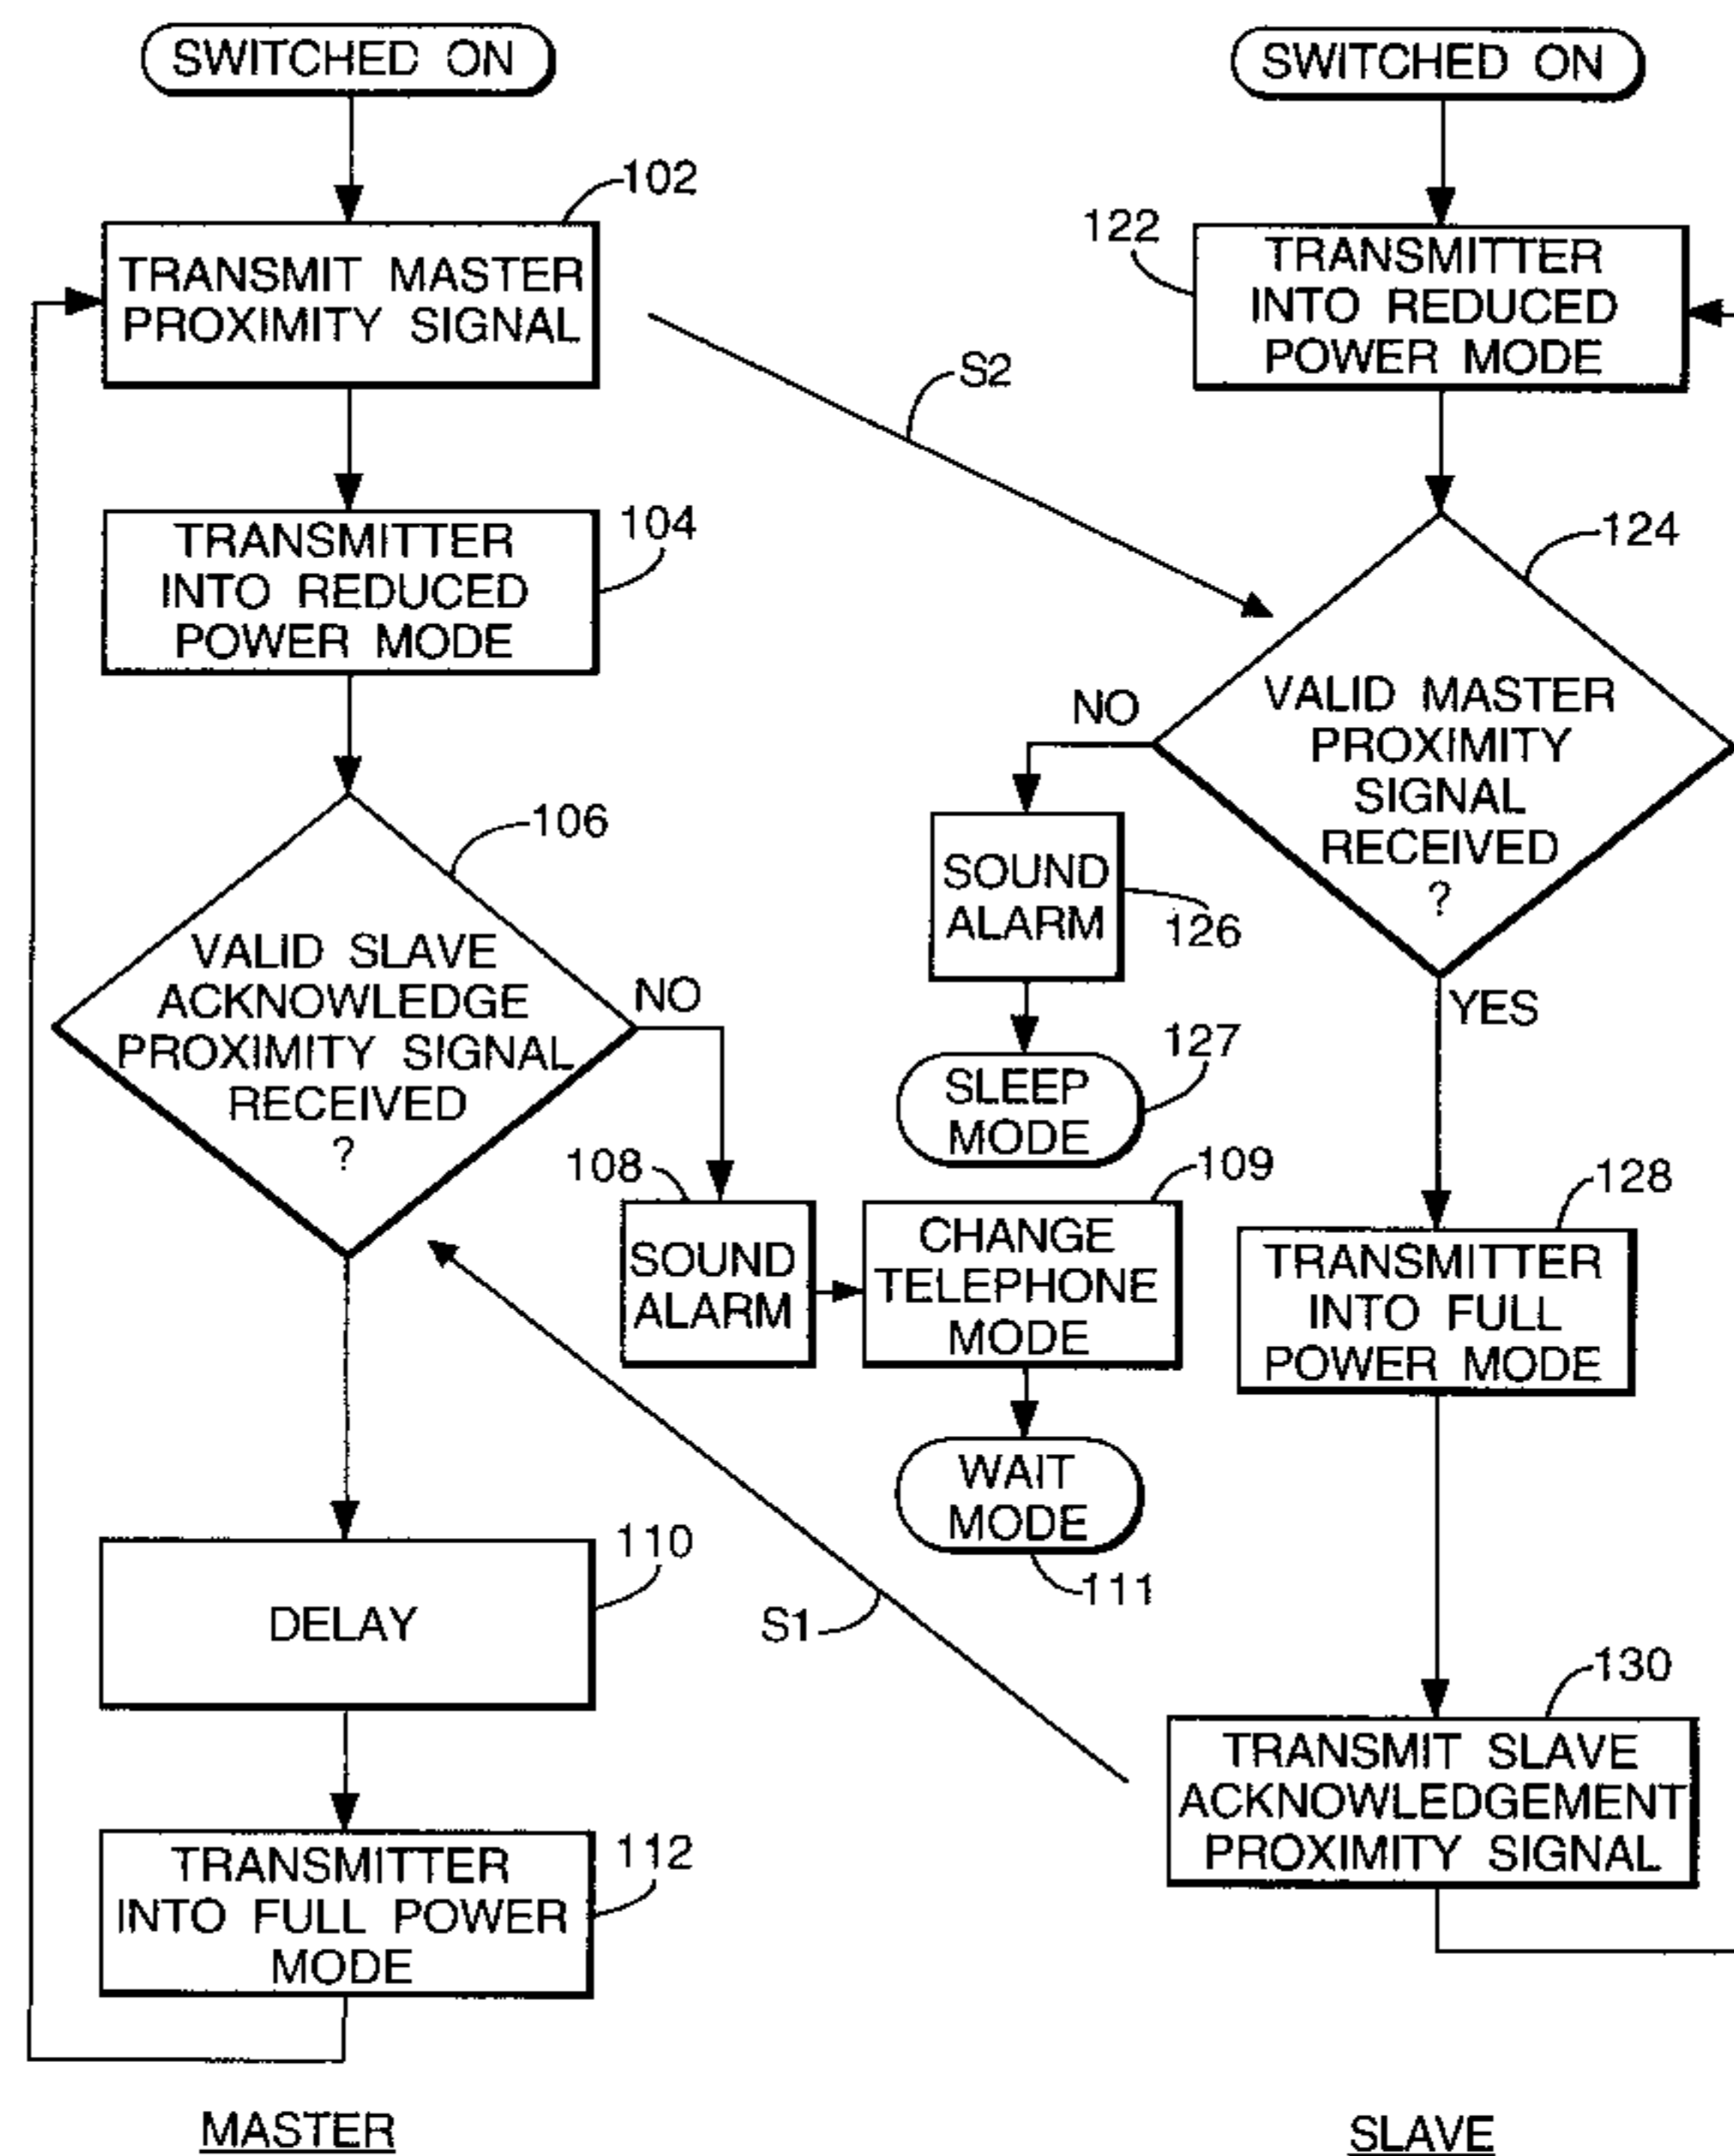 SWITCHED ON
102
TRANSMIT MASTER
PROXIMITY SIGNAL
104
TRANSMITTER
INTO REDUCED
POWER MODE
106
VALID SLAVE
ACKNOWLEDGE
PROXIMITY SIGNAL
RECEIVED
?
NO
108
SOUND
ALARM
109
CHANGE
TELEPHONE
MODE
WAIT
MODE
111
110
DELAY
112
TRANSMITTER
INTO FULL POWER
MODE
MASTER
S2
S1
SWITCHED ON
122
TRANSMITTER
INTO REDUCED
POWER MODE
124
VALID MASTER
PROXIMITY
SIGNAL
RECEIVED
?
NO
SOUND
ALARM
126
127
SLEEP
MODE
YES
128
TRANSMITTER
INTO FULL
POWER MODE
130
TRANSMIT SLAVE
ACKNOWLEDGEMENT
PROXIMITY SIGNAL
SLAVE